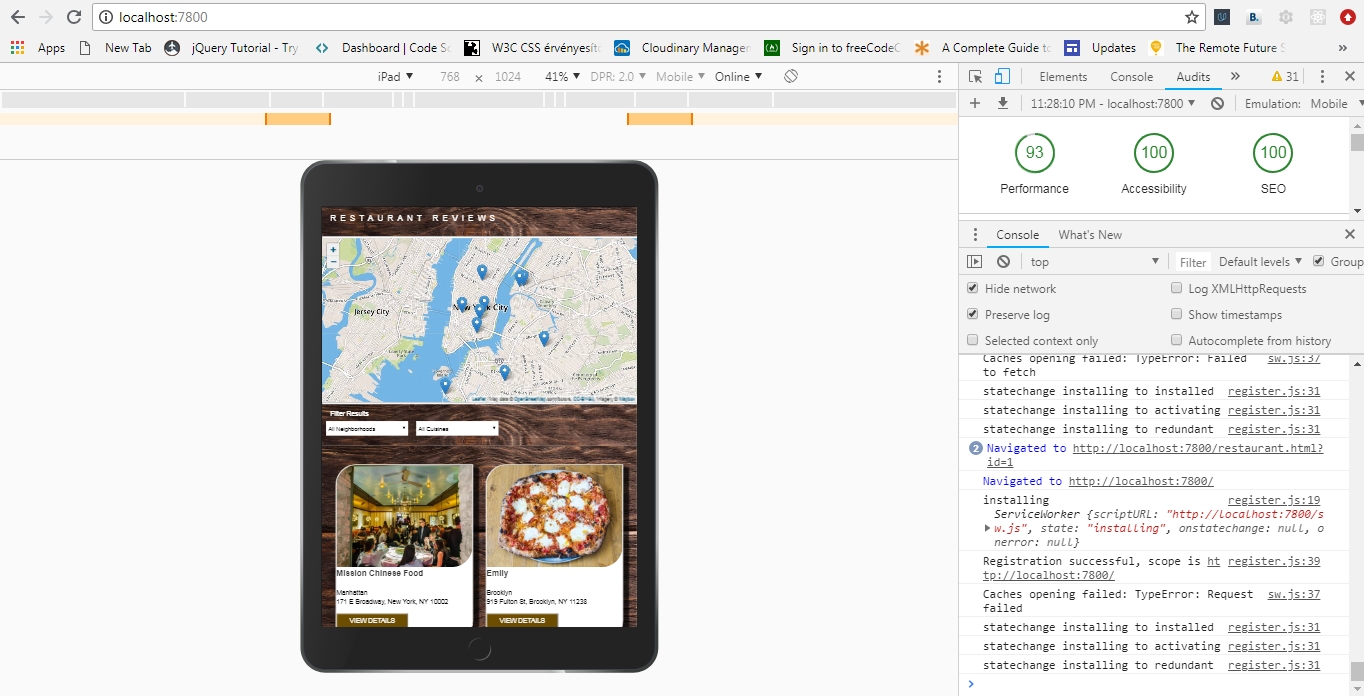 localhost:7800
Apps New Tab jQuery Tutorial - Try Dashboard | Code Sc W3C CSS érvényesíte Cloudinary Manager Sign in to freeCodeC A Complete Guide to Updates The Remote Future S »
iPad 768 x 1024 41% DPR: 2.0 Mobile Online
Elements Console Audits » 31
11:28:10 PM - localhost:7800 Emulation: Mobile
93 100 100
Performance Accessibility SEO
RESTAURANT REVIEWS
+
−
Jersey City
New York City
Filter Results
All Neighborhoods All Cuisines
Mission Chinese Food
Manhattan
171 E Broadway, New York, NY 10002
VIEW DETAILS
Emily
Brooklyn
919 Fulton St, Brooklyn, NY 11238
VIEW DETAILS
Console What's New
top Filter Default levels Group
Hide network Log XMLHttpRequests
Preserve log Show timestamps
Selected context only Autocomplete from history
Caches opening failed: TypeError: Failed sw.js:37
to fetch
statechange installing to installed register.js:31
statechange installing to activating register.js:31
statechange installing to redundant register.js:31
2 Navigated to http://localhost:7800/restaurant.html?
id=1
Navigated to http://localhost:7800/
installing register.js:19
ServiceWorker {scriptURL: "http://localhost:7800/s
w.js", state: "installing", onstatechange: null, o
nerror: null}
Registration successful, scope is ht register.js:39
tp://localhost:7800/
Caches opening failed: TypeError: Request sw.js:37
failed
statechange installing to installed register.js:31
statechange installing to activating register.js:31
statechange installing to redundant register.js:31